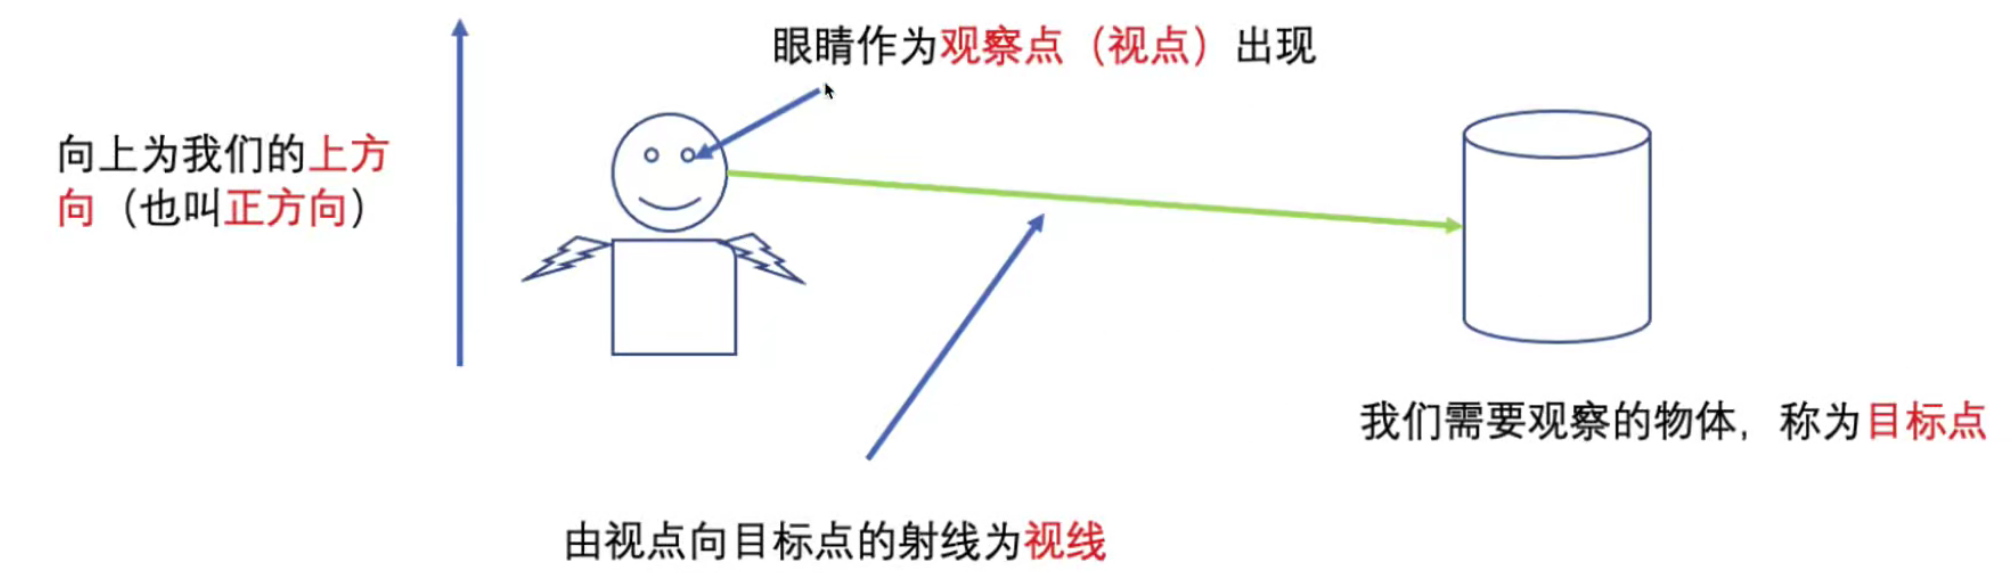 眼睛作为观察点（视点）出现
向上为我们的上方
向（也叫正方向）
我们需要观察的物体，称为目标点
由视点向目标点的射线为视线